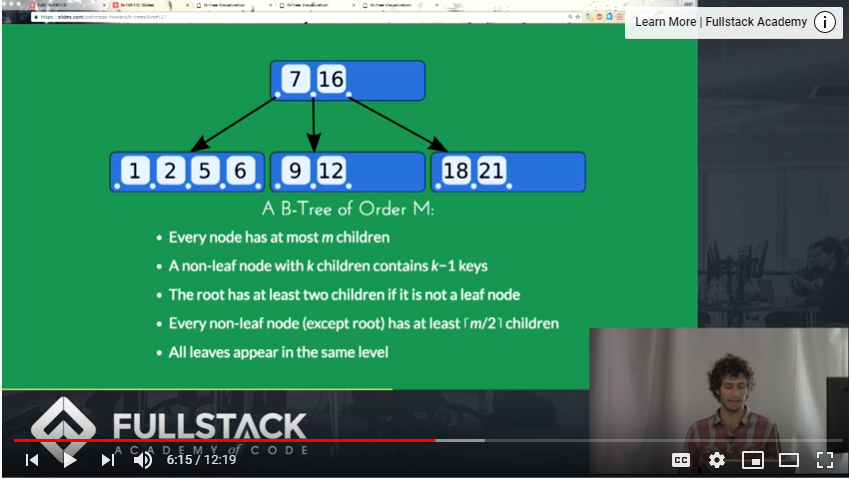 Learn More | Fullstack Academy
7 16
1 2 5 6 9 12 18 21
A B-Tree of Order M:
• Every node has at most m children
• A non-leaf node with k children contains k−1 keys
• The root has at least two children if it is not a leaf node
• Every non-leaf node (except root) has at least ⌈m/2⌉ children
• All leaves appear in the same level
FULLSTACK
ACADEMY of CODE
6:15 / 12:19
CC